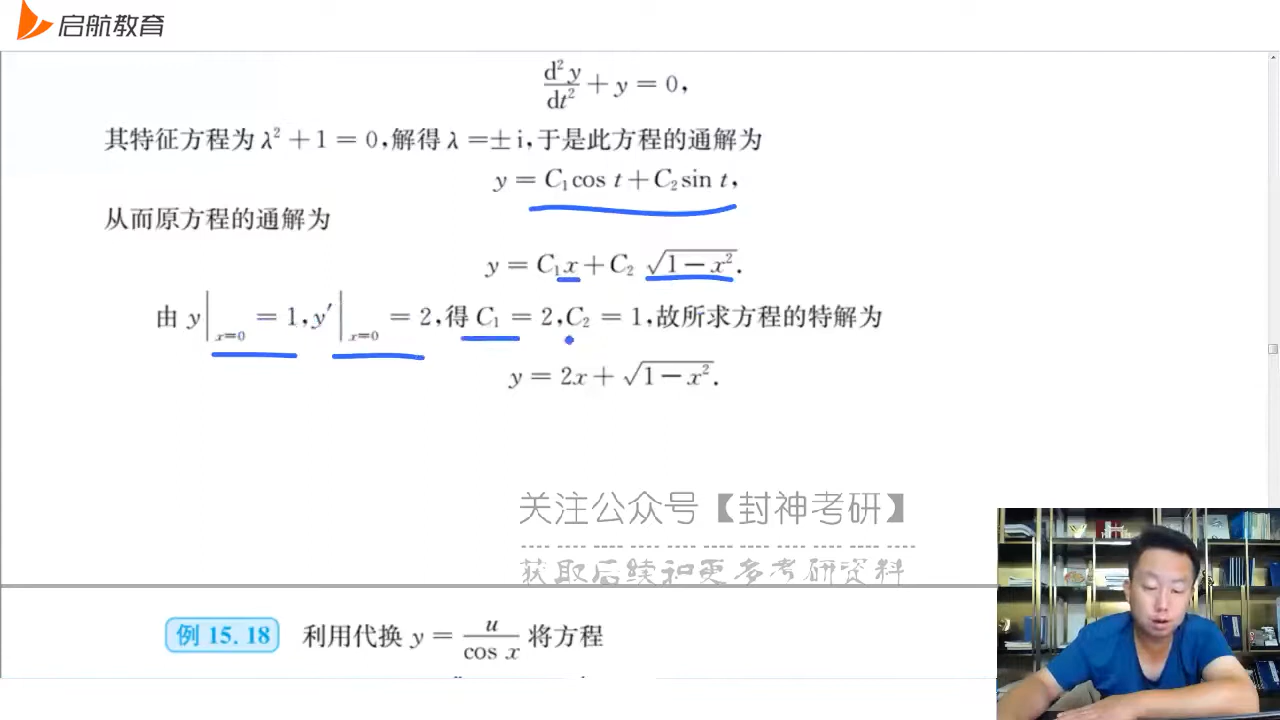 启航教育
d²y/dt² + y = 0,
其特征方程为 λ² + 1 = 0,解得 λ = ± i,于是此方程的通解为
y = C₁cos t + C₂sin t,
从而原方程的通解为
y = C₁x + C₂ √(1 − x²).
由 y|ₓ₌₀ = 1, y′|ₓ₌₀ = 2,得 C₁ = 2,C₂ = 1,故所求方程的特解为
y = 2x + √(1 − x²).
关注公众号【封神考研】
获取后续和更多考研资料
例 15.18 利用代换 y = u/cos x 将方程